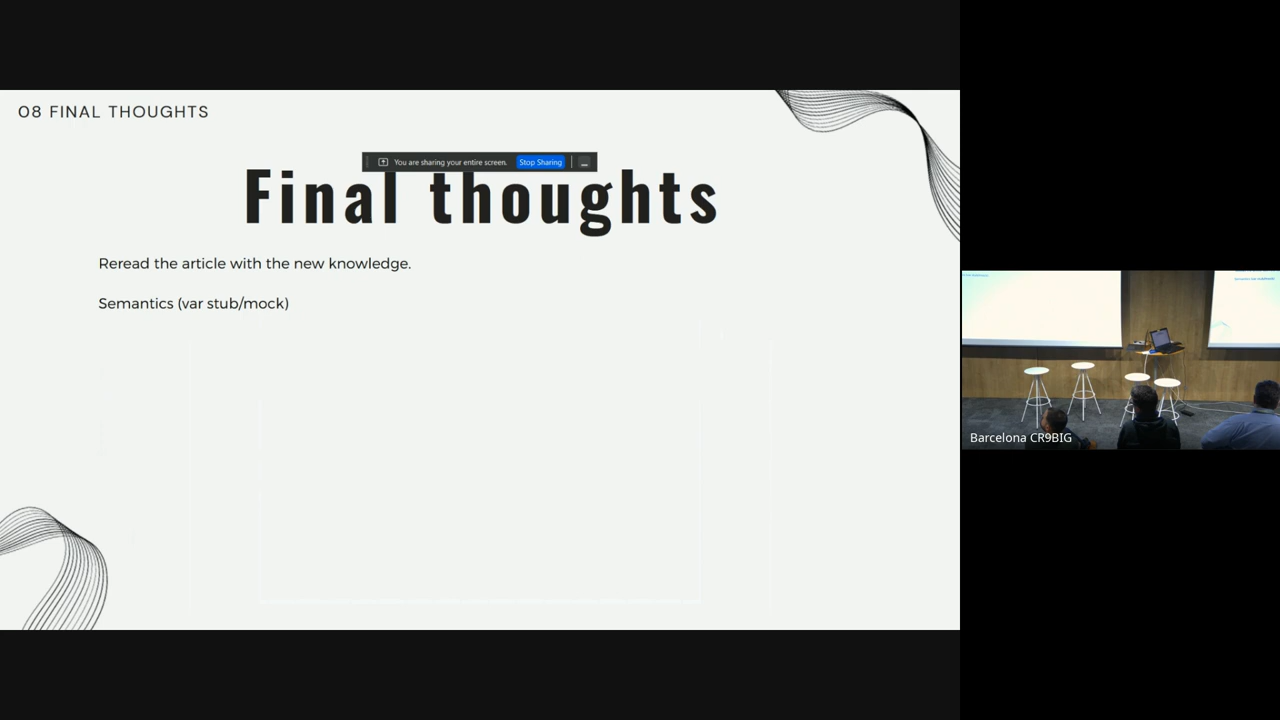 08 FINAL THOUGHTS
You are sharing your entire screen. Stop Sharing
Final thoughts
Reread the article with the new knowledge.
Semantics (var stub/mock)
Barcelona CR9BIG